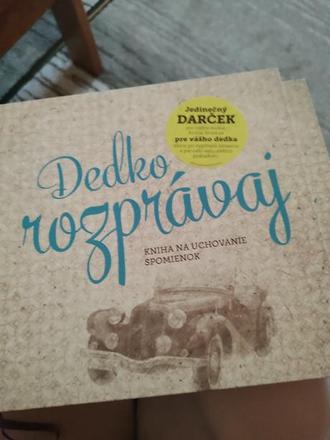 Jedinečný
DARČEK
pre vášho dedka
Dedko,
rozprávaj
KNIHA NA UCHOVANIE
SPOMIENOK